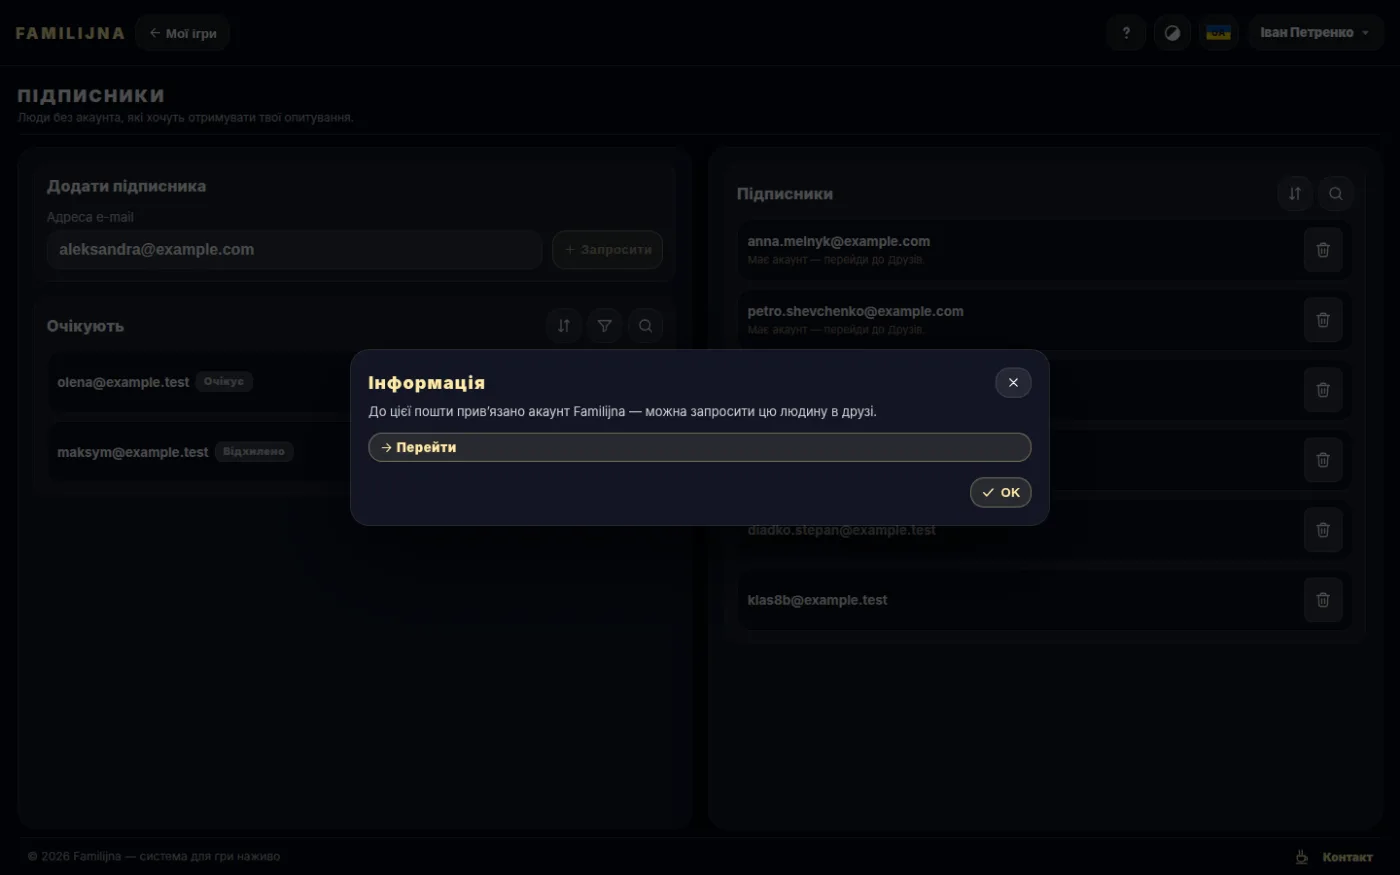 FAMILIJNA
← Мої ігри
?
Іван Петренко
ПІДПИСНИКИ
Люди без акаунта, які хочуть отримувати твої опитування.
Додати підписника
Адреса e-mail
aleksandra@example.com
+ Запросити
Очікують
olena@example.test Очікує
maksym@example.test Відхилено
Підписники
anna.melnyk@example.com
Має акаунт — перейди до Друзів.
petro.shevchenko@example.com
Має акаунт — перейди до Друзів.
diadko.stepan@example.test
klas8b@example.test
Інформація
До цієї пошти прив’язано акаунт Familijna — можна запросити цю людину в друзі.
→ Перейти
OK
© 2026 Familijna — система для гри наживо
Контакт